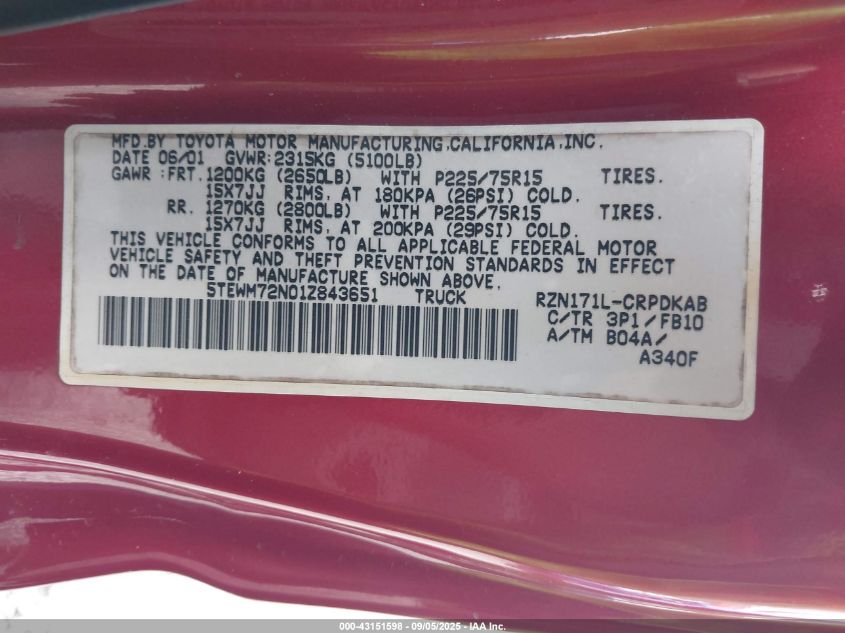 MFD.BY TOYOTA MOTOR MANUFACTURING,CALIFORNIA,INC.
DATE 06/01 GVWR:2315KG (5100LB)
GAWR :FRT.1200KG (2650LB) WITH P225/75R15 TIRES.
15X7JJ RIMS, AT 180KPA (26PSI) COLD.
RR. 1270KG (2800LB) WITH P225/75R15 TIRES.
15X7JJ RIMS, AT 200KPA (29PSI) COLD.
THIS VEHICLE CONFORMS TO ALL APPLICABLE FEDERAL MOTOR
VEHICLE SAFETY AND THEFT PREVENTION STANDARDS IN EFFECT
ON THE DATE OF MANUFACTURE SHOWN ABOVE.
5TEWM72N01Z843651 TRUCK RZN171L-CRPDKAB
C/TR 3P1/FB10
A/TM B04A/
A340F
000-43151598 - 09/05/2025 - IAA Inc.